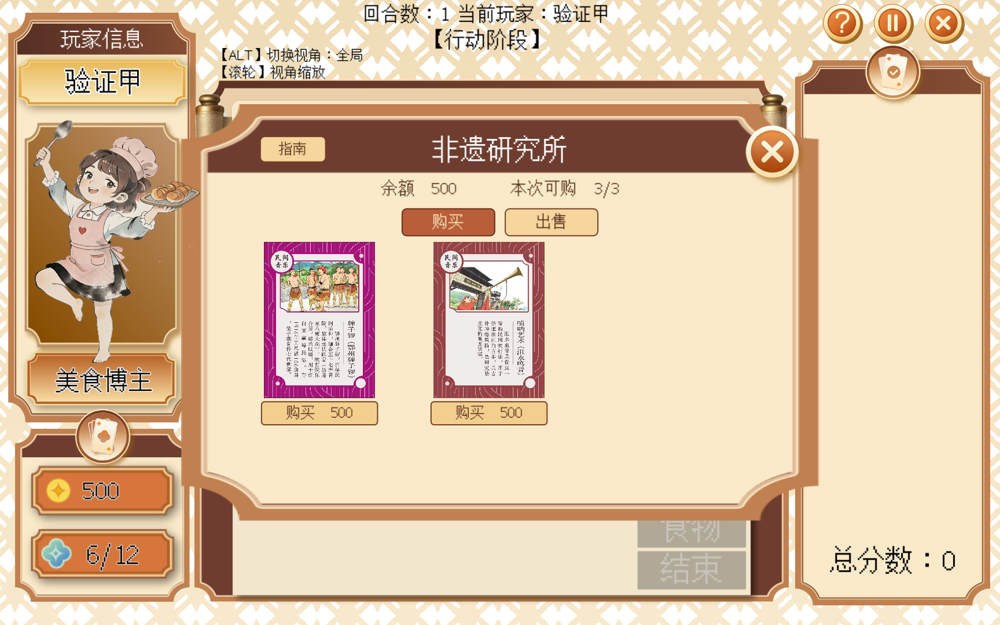 回合数：1 当前玩家：验证甲
【行动阶段】
【ALT】切换视角：全局
【滚轮】视角缩放
玩家信息
验证甲
美食博主
500
6/12
指南
非遗研究所
余额 500 本次可购 3/3
购买 出售
民间
音乐
牌子锣（鄂州牌子锣）
购买 500
民间
音乐
唢呐艺术（沮水呜音）
购买 500
食物
结束
总分数：0